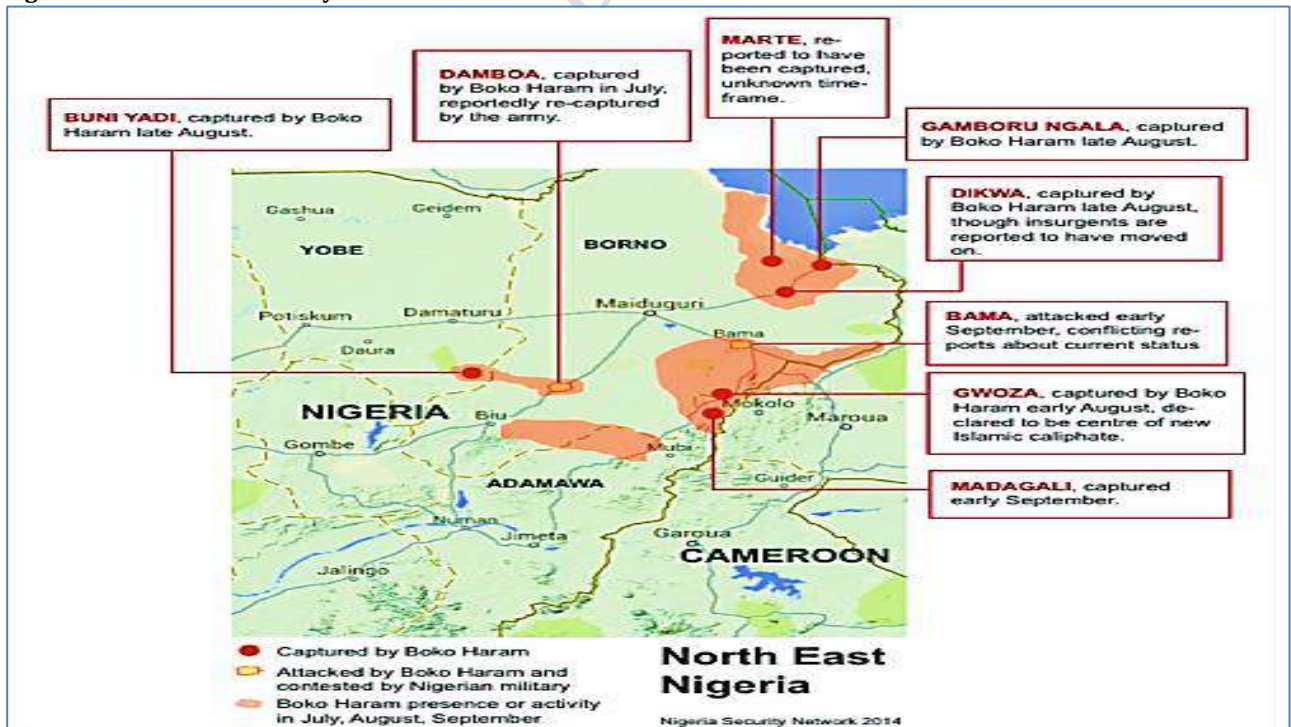 MARTE, re-
ported to have
been captured,
unknown time-
frame.
DAMBOA, captured
by Boko Haram in July,
reportedly re-captured
by the army.
BUNI YADI, captured by Boko
Haram late August.
GAMBORU NGALA, captured
by Boko Haram late August.
DIKWA, captured by
Boko Haram late August,
though insurgents are
reported to have moved
on.
BAMA, attacked early
September, conflicting re-
ports about current status
GWOZA, captured by Boko
Haram early August, de-
clared to be centre of new
Islamic caliphate.
MADAGALI, captured
early September.
Gashua
Geidem
YOBE
BORNO
Potiskum
Damaturu
Maiduguri
Daura
Bama
NIGERIA
Biu
Mokolo
Maroua
Gombe
Mubi
ADAMAWA
Guider
Numan
Jimeta
Garoua
CAMEROON
Jalingo
Captured by Boko Haram
Attacked by Boko Haram and
contested by Nigerian military
Boko Haram presence or activity
in July, August, September
North East
Nigeria
Nigeria Security Network 2014